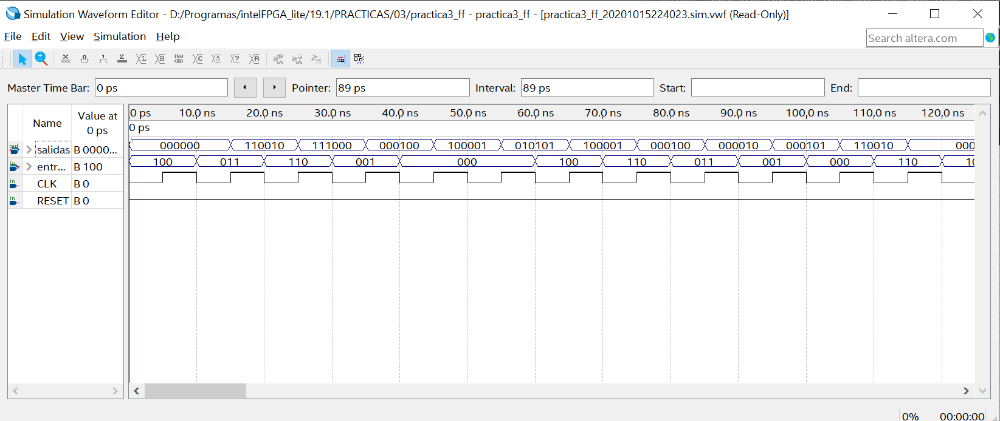 Simulation Waveform Editor - D:/Programas/intelFPGA_lite/19.1/PRACTICAS/03/practica3_ff - practica3_ff - [practica3_ff_20201015224023.sim.vwf (Read-Only)]
File Edit View Simulation Help
Search altera.com
Master Time Bar: 0 ps Pointer: 89 ps Interval: 89 ps Start: End:
Name Value at 0 ps
0 ps 10.0 ns 20.0 ns 30.0 ns 40.0 ns 50.0 ns 60.0 ns 70.0 ns 80.0 ns 90.0 ns 100.0 ns 110.0 ns 120.0 ns
0 ps
out salidas B 0000... 000000 110010 111000 000100 100001 010101 100001 000100 000010 000101 110010 000
in entr... B 100 100 011 110 001 000 100 110 011 001 000 110 10
in CLK B 0
in RESET B 0
0% 00:00:00